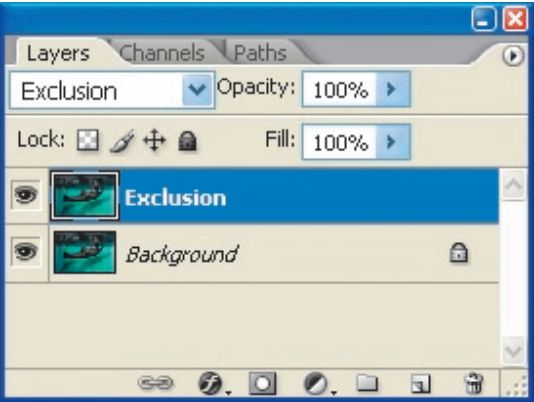 Layers Channels Paths
Exclusion Opacity: 100%
Lock: Fill: 100%
Exclusion
Background